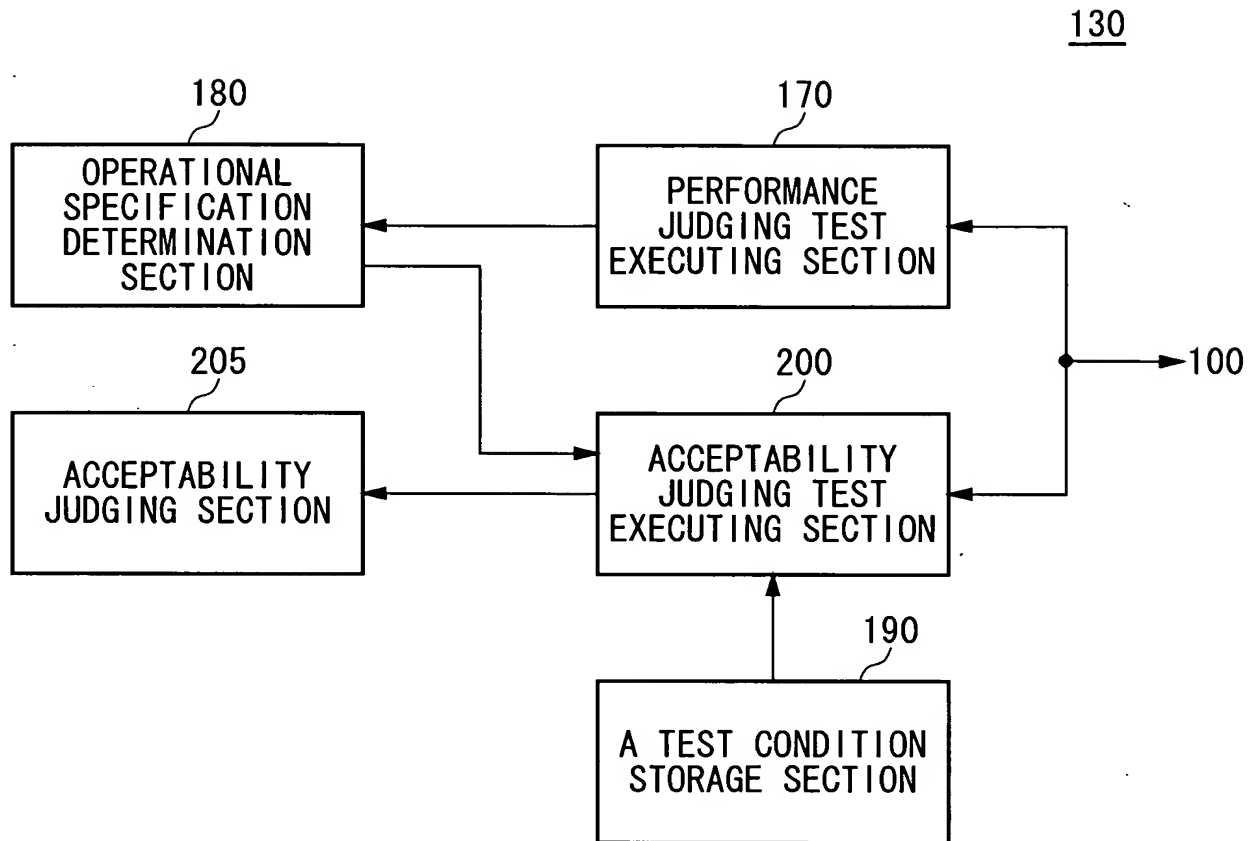 130
180
OPERATIONAL
SPECIFICATION
DETERMINATION
SECTION
170
PERFORMANCE
JUDGING TEST
EXECUTING SECTION
100
205
ACCEPTABILITY
JUDGING SECTION
200
ACCEPTABILITY
JUDGING TEST
EXECUTING SECTION
190
A TEST CONDITION
STORAGE SECTION